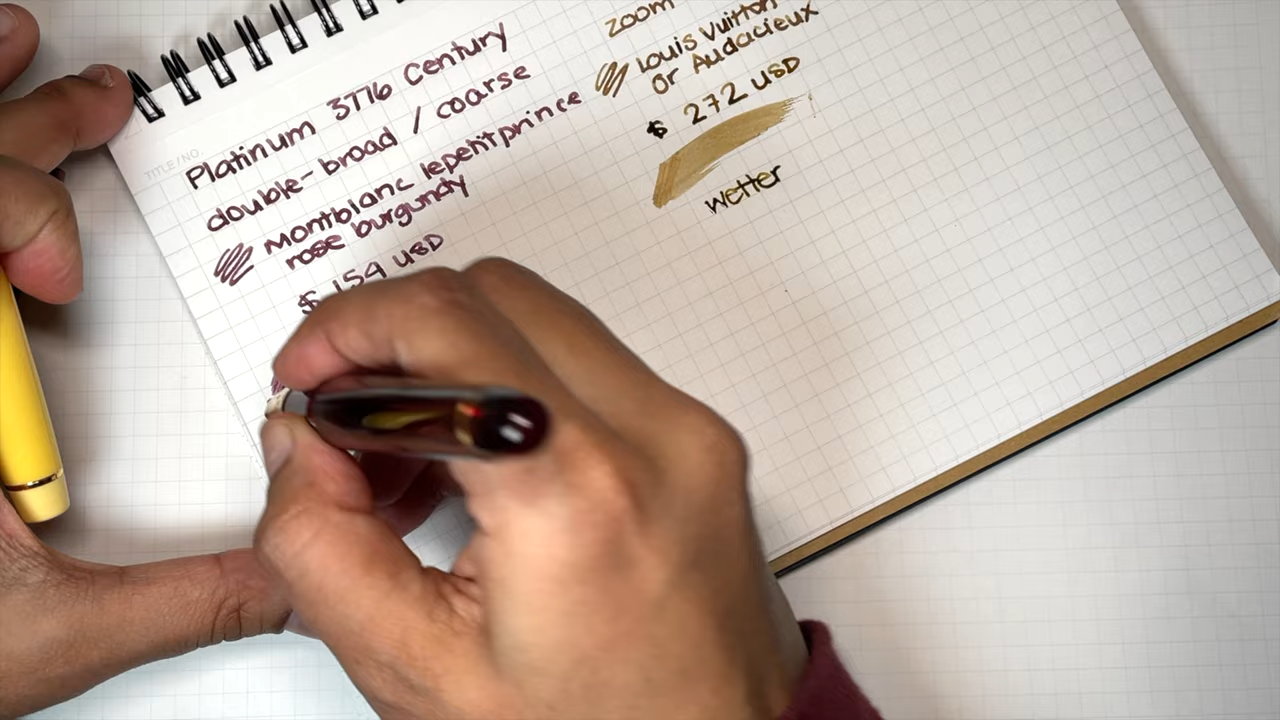 TITLE/NO.
Platinum 3776 Century
double-broad / coarse
Montblanc lepetitprince
rose burgundy
$ 159 USD
zoom
Louis Vuitton
Or Audacieux
$ 272 USD
wetter